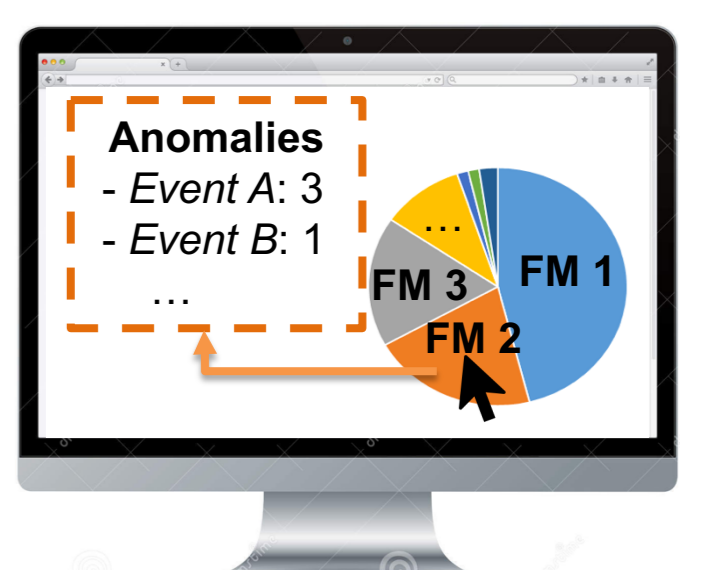 Anomalies
- Event A: 3
- Event B: 1
…
…
FM 1
FM 3
FM 2